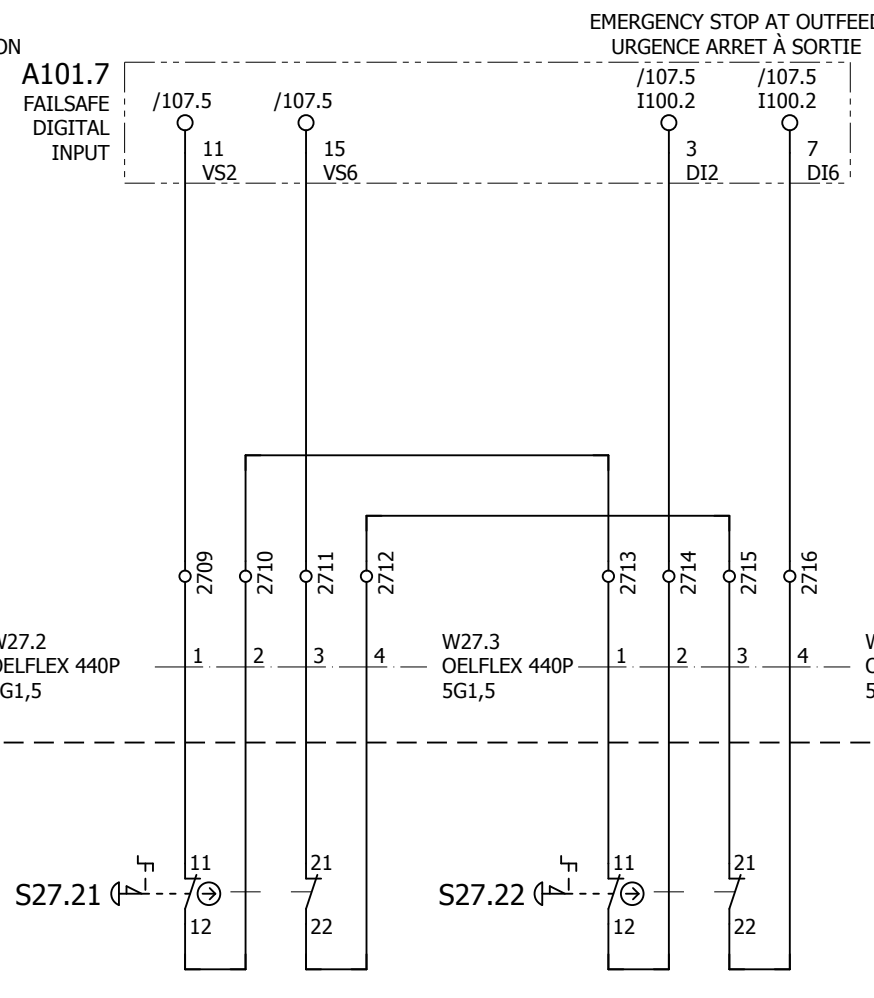 EMERGENCY STOP AT OUTFEED
URGENCE ARRET À SORTIE
ON
A101.7
FAILSAFE
DIGITAL
INPUT
/107.5
/107.5
/107.5
I100.2
/107.5
I100.2
11
VS2
15
VS6
3
DI2
7
DI6
2709
2710
2711
2712
2713
2714
2715
2716
W27.2
OELFLEX 440P
5G1,5
1
2
3
4
W27.3
OELFLEX 440P
5G1,5
1
2
3
4
S27.21
11
12
21
22
S27.22
11
12
21
22